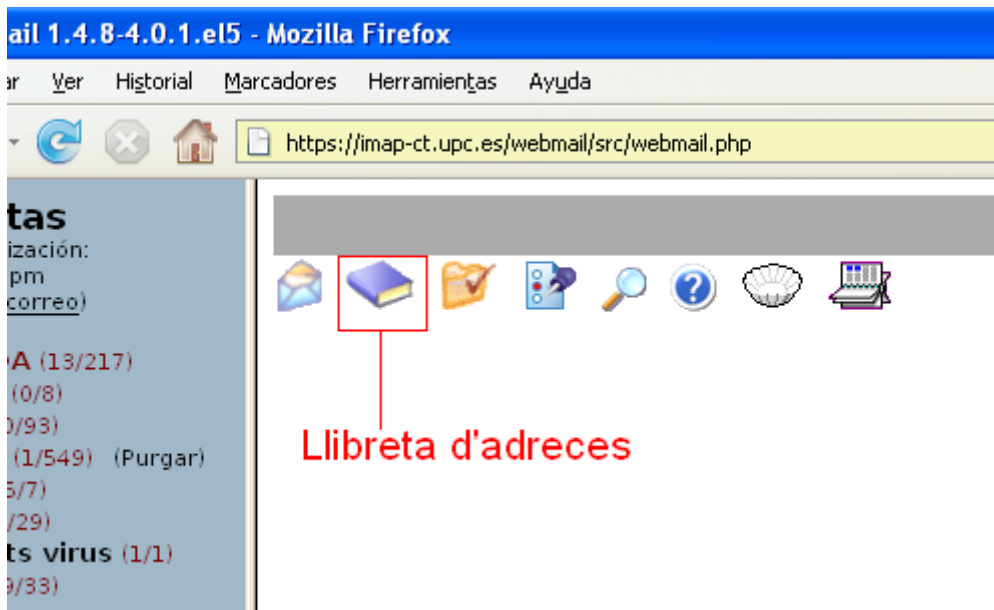 ail 1.4.8-4.0.1.el5 - Mozilla Firefox
ar Ver Historial Marcadores Herramientas Ayuda
https://imap-ct.upc.es/webmail/src/webmail.php
tas
ización:
pm
correo)
A (13/217)
(0/8)
0/93)
(1/549) (Purgar)
/7)
/29)
ts virus (1/1)
9/33)
Llibreta d'adreces